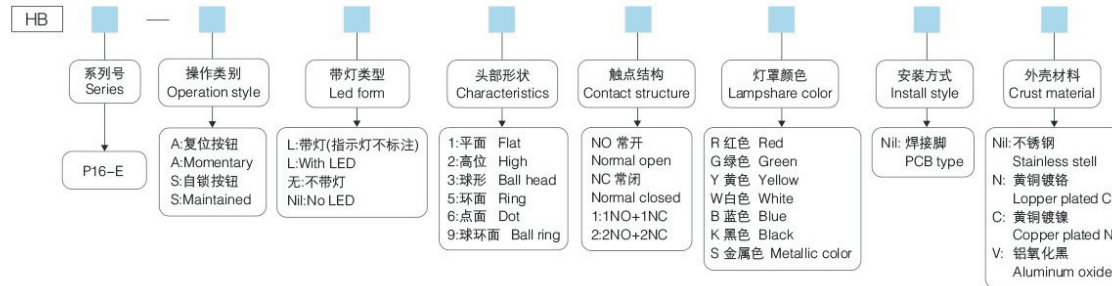 HB
—
系列号
Series
P16-E
操作类别
Operation style
A:复位按钮
A:Momentary
S:自锁按钮
S:Maintained
带灯类型
Led form
L:带灯(指示灯不标注)
L:With LED
无:不带灯
Nil:No LED
头部形状
Characteristics
1:平面 Flat
2:高位 High
3:球形 Ball head
5:环面 Ring
6:点面 Dot
9:球环面 Ball ring
触点结构
Contact structure
NO 常开
Normal open
NC 常闭
Normal closed
1:1NO+1NC
2:2NO+2NC
灯罩颜色
Lampshare color
R 红色 Red
G 绿色 Green
Y 黄色 Yellow
W白色 White
B 蓝色 Blue
K 黑色 Black
S 金属色 Metallic color
安装方式
Install style
Nil: 焊接脚
PCB type
外壳材料
Crust material
Nil:不锈钢
Stainless stell
N: 黄铜镀铬
Lopper plated C
C: 黄铜镀镍
Copper plated N
V: 铝氧化黑
Aluminum oxide